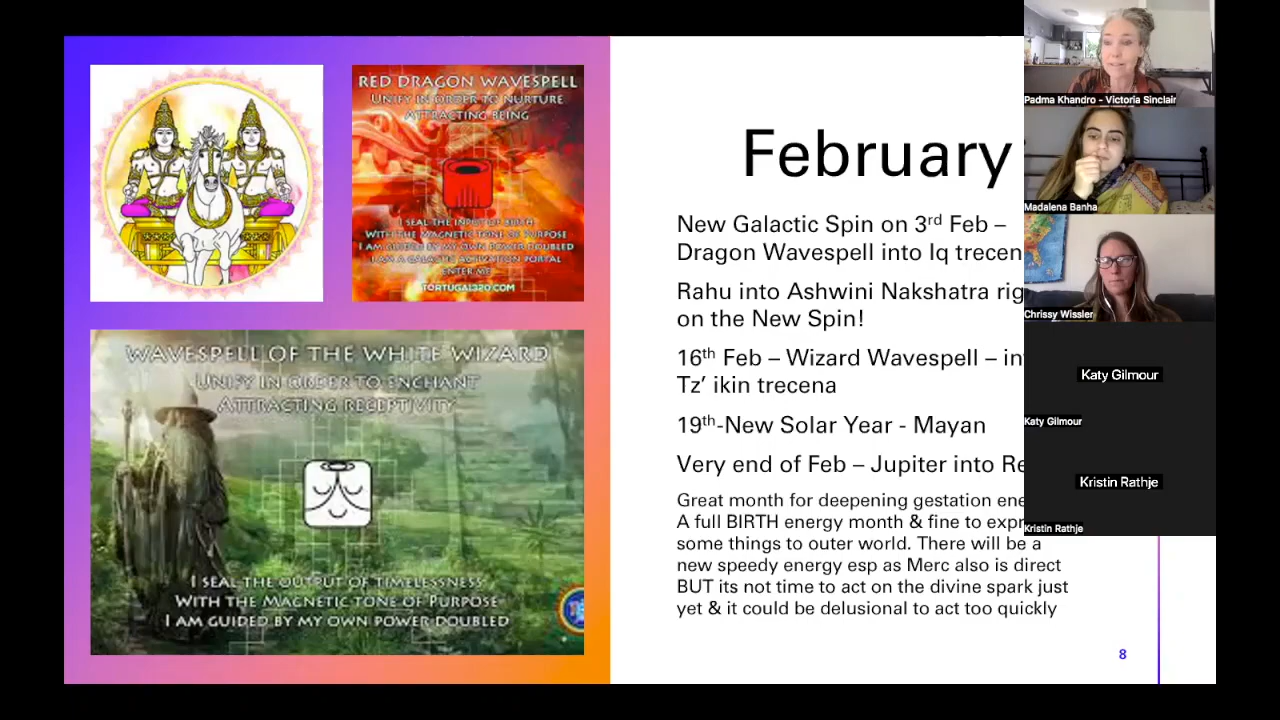 RED DRAGON WAVESPELL
UNIFY IN ORDER TO NURTURE
ATTRACTING BEING
I SEAL THE INPUT OF BIRTH
WITH THE MAGNETIC TONE OF PURPOSE
I AM GUIDED BY MY OWN POWER DOUBLED
I AM A GALACTIC ACTIVATION PORTAL
ENTER ME
TORTUGA1320.COM
WAVESPELL OF THE WHITE WIZARD
UNIFY IN ORDER TO ENCHANT
ATTRACTING RECEPTIVITY
I SEAL THE OUTPUT OF TIMELESSNESS
WITH THE MAGNETIC TONE OF PURPOSE
I AM GUIDED BY MY OWN POWER DOUBLED
February
New Galactic Spin on 3rd Feb –
Dragon Wavespell into Iq trecen
Rahu into Ashwini Nakshatra rig
on the New Spin!
16th Feb – Wizard Wavespell – in
Tz’ ikin trecena
19th-New Solar Year - Mayan
Very end of Feb – Jupiter into Re
Great month for deepening gestation ene
A full BIRTH energy month & fine to expr
some things to outer world. There will be a
new speedy energy esp as Merc also is direct
BUT its not time to act on the divine spark just
yet & it could be delusional to act too quickly
8
Padma Khandro - Victoria Sinclair
Madalena Banha
Chrissy Wissler
Katy Gilmour
Katy Gilmour
Kristin Rathje
Kristin Rathje